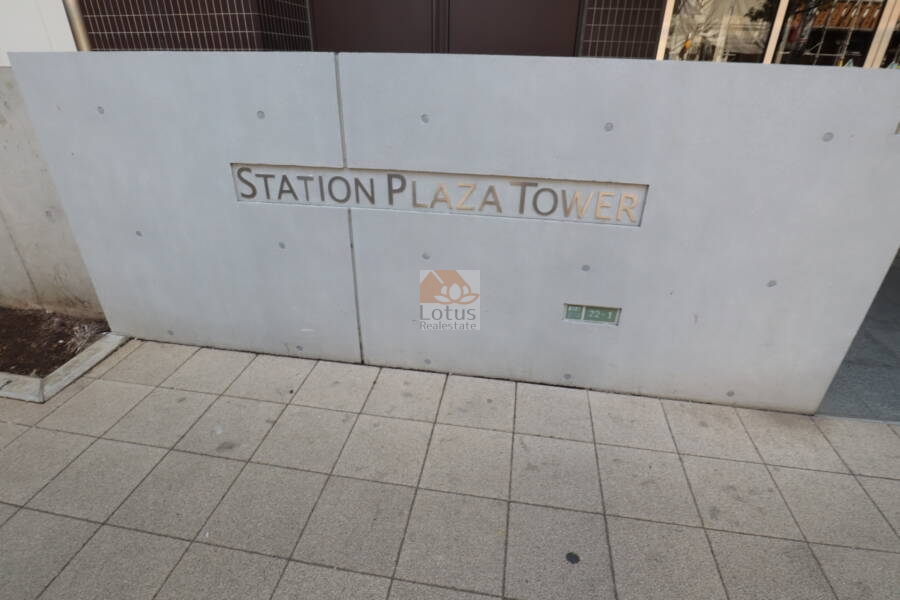 STATION PLAZA TOWER
Lotus
Realestate
22-1